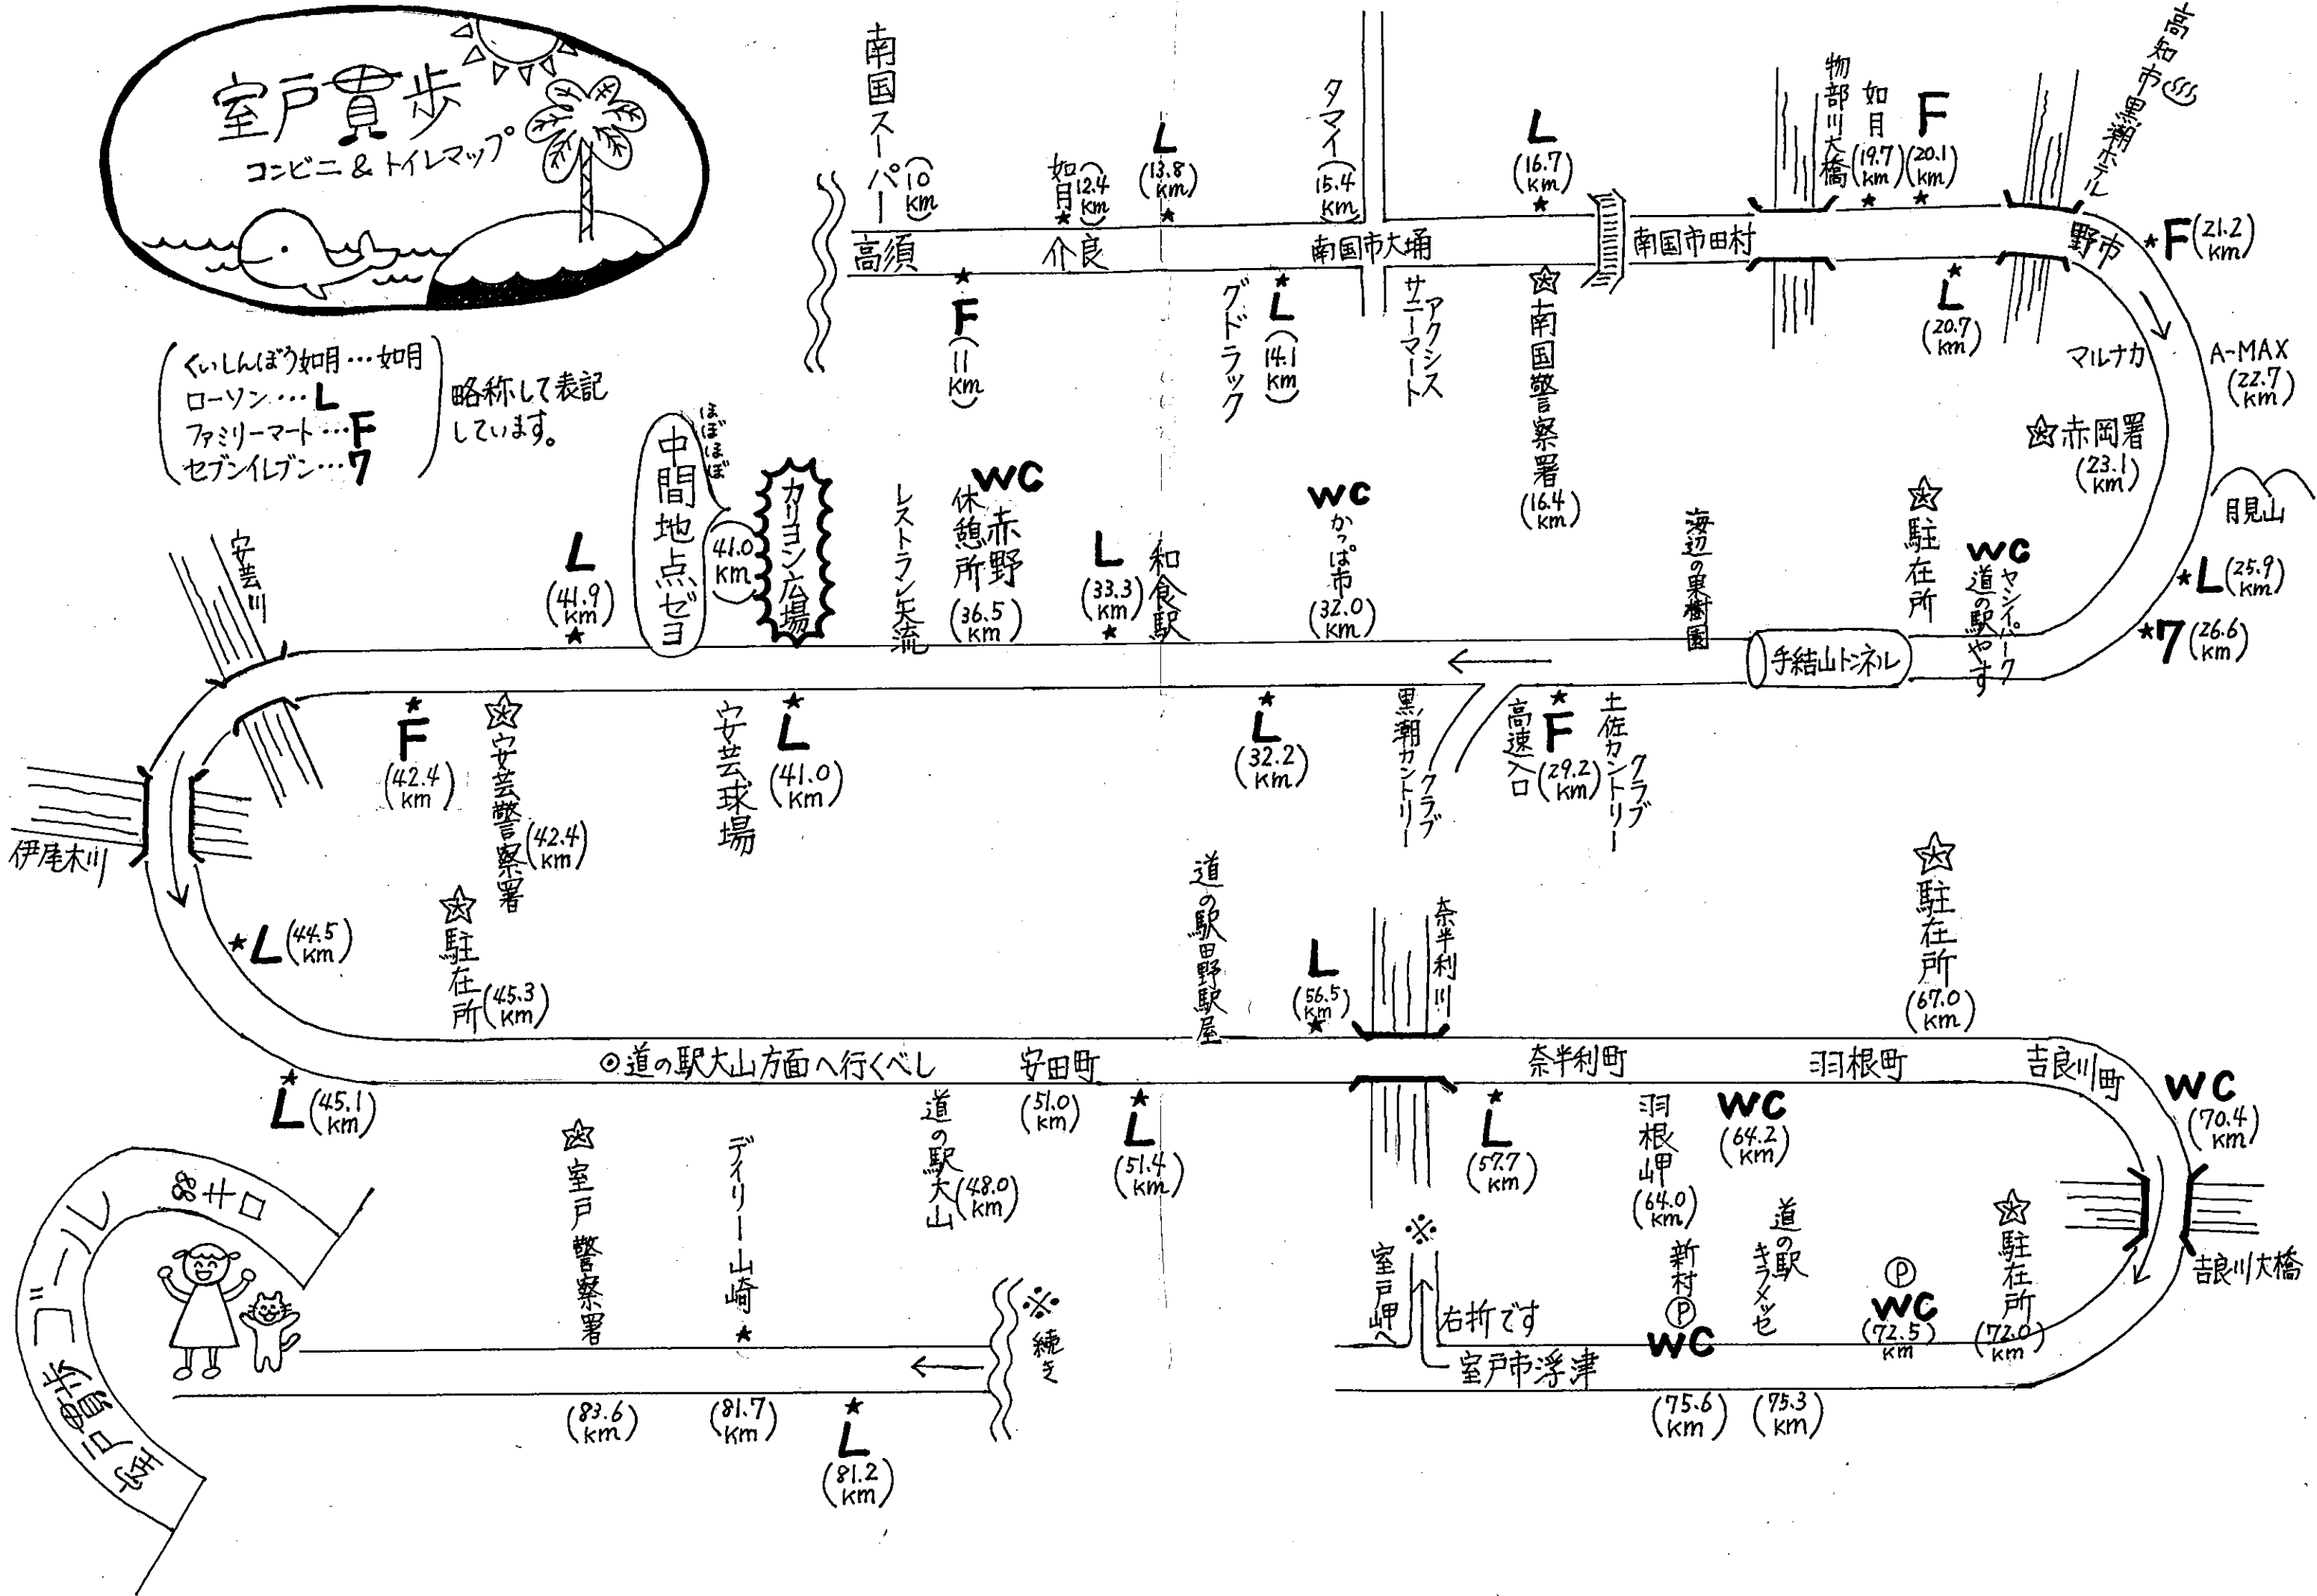 室戸貫歩
コンビニ&トイレマップ
くいしんぼう如月…如月
ローソン…L
ファミリーマート…F
セブンイレブン…7
略称して表記
しています。
南国スーパー(10km)
高須
F(11km)
如月(12.4km)
介良
L(13.8km)
グドラック
L(14.1km)
タマイ(15.4km)
南国市大埇
サニーマート
アクシス
L(16.7km)
南国警察署(16.4km)
南国市田村
物部川大橋
如月(19.7km)
F(20.1km)
L(20.7km)
高知市黒潮ホテル
野市
F(21.2km)
マルナカ
A-MAX(22.7km)
赤岡署(23.1km)
月見山
L(25.9km)
7(26.6km)
WC
ヤシィパーク
道の駅やす
駐在所
手結山トンネル
海辺の果樹園
土佐カントリークラブ
F(29.2km)
高速入口
黒潮カントリークラブ
WC
かっぱ市(32.0km)
L(32.2km)
和食駅
L(33.3km)
WC
赤野休憩所(36.5km)
レストラン矢流
カリヨン広場
41.0km
ほぼほぼ
中間地点ゼヨ
L(41.0km)
安芸球場
L(41.9km)
安芸警察署(42.4km)
F(42.4km)
安芸川
伊尾木川
L(44.5km)
L(45.1km)
駐在所(45.3km)
◎道の駅大山方面へ行くべし
道の駅大山(48.0km)
安田町(51.0km)
L(51.4km)
道の駅田野駅屋
L(56.5km)
奈半利川
L(57.7km)
奈半利町
羽根岬(64.0km)
WC(64.2km)
羽根町
駐在所(67.0km)
吉良川町
WC(70.4km)
吉良川大橋
駐在所(72.0km)
P
WC(72.5km)
道の駅キラメッセ
(75.3km)
新村
P
WC
(75.6km)
室戸市浮津
右折です
室戸岬へ
※
※続き
L(81.2km)
デイリー山崎
(81.7km)
室戸警察署
(83.6km)
室戸貫歩
ゴール
88キロ